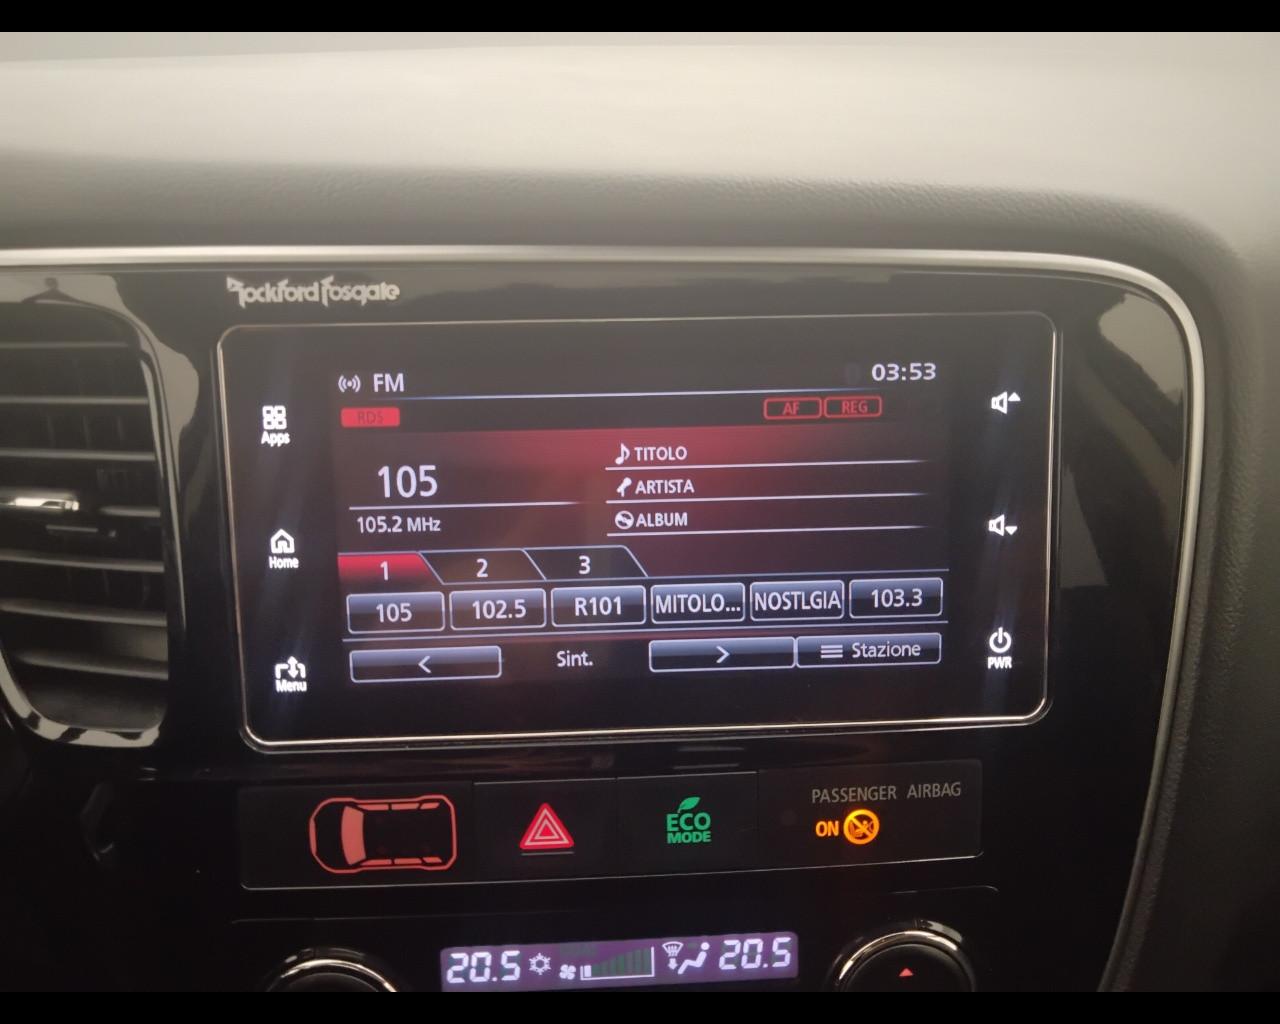 Rockford Fosgate
FM
03:53
RDS
AF REG
Apps
105
105.2 MHz
TITOLO
ARTISTA
ALBUM
Home
1 2 3
105 102.5 R101 MITOLO... NOSTLGIA 103.3
< Sint. > Stazione
Menu
PWR
PASSENGER AIRBAG
ON
ECO
MODE
20.5 20.5